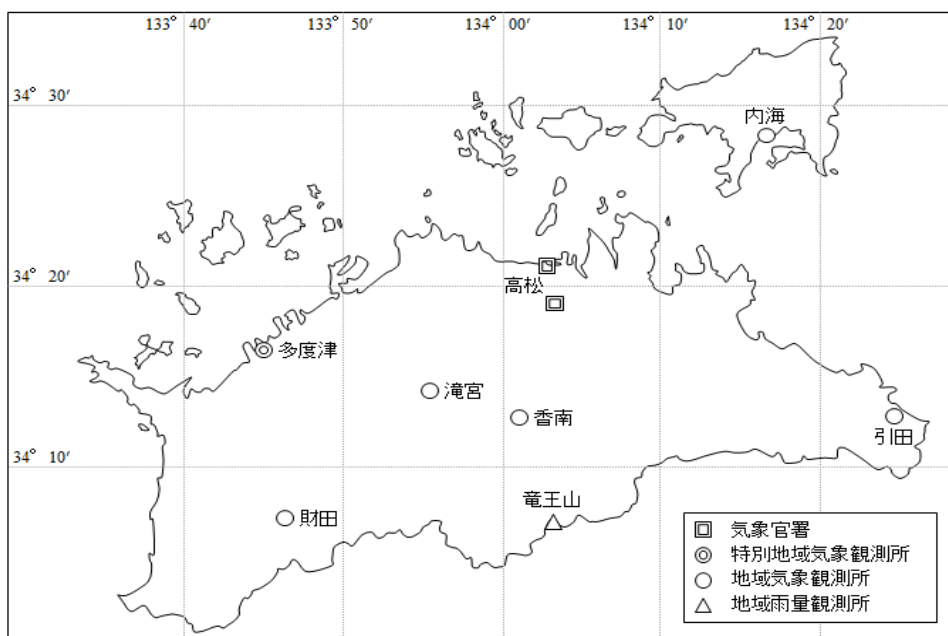 133° 40′
133° 50′
134° 00′
134° 10′
134° 20′
34° 30′
内海
34° 20′
高松
多度津
滝宮
香南
引田
34° 10′
竜王山
財田
気象官署
特別地域気象観測所
地域気象観測所
地域雨量観測所